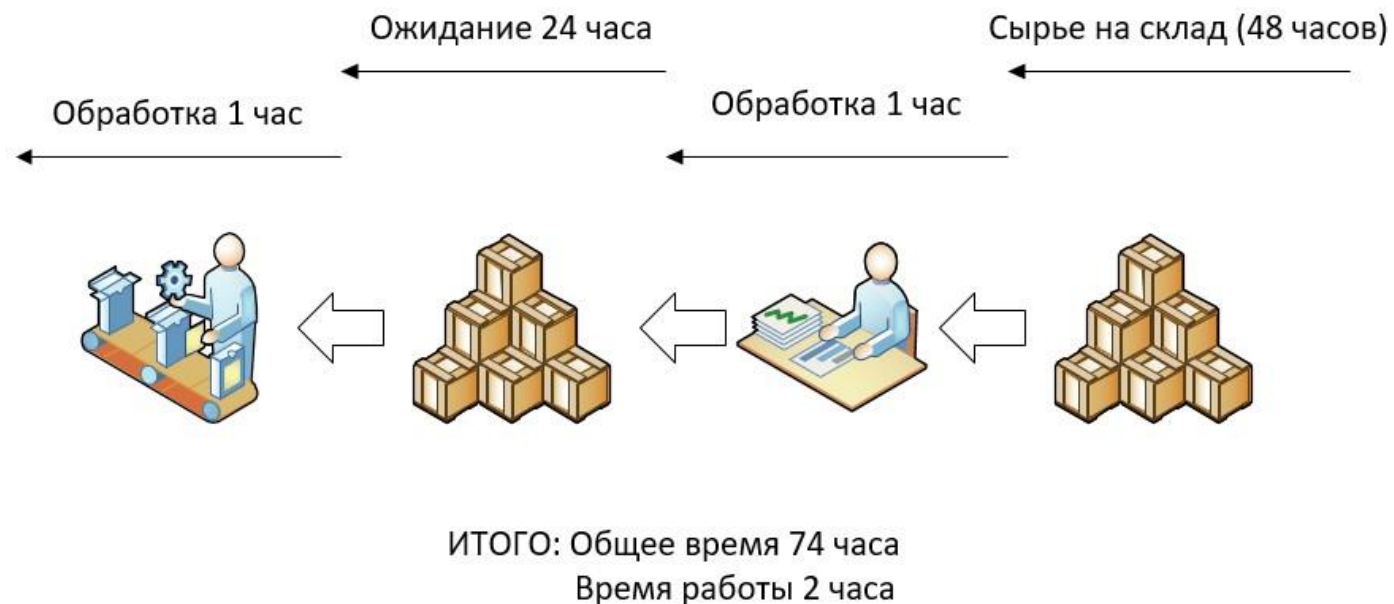 Ожидание 24 часа
Сырье на склад (48 часов)
Обработка 1 час
Обработка 1 час
ИТОГО: Общее время 74 часа
Время работы 2 часа